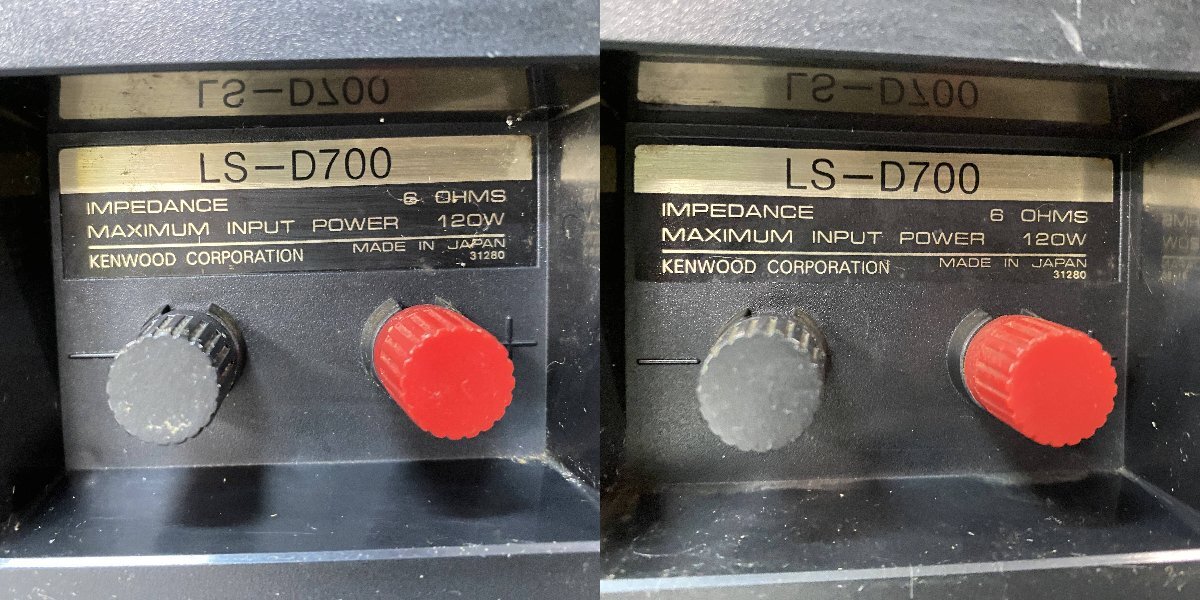 LS-D700
LS-D700
IMPEDANCE 6 OHMS
MAXIMUM INPUT POWER 120W
KENWOOD CORPORATION MADE IN JAPAN
31280
LS-D700
LS-D700
IMPEDANCE 6 OHMS
MAXIMUM INPUT POWER 120W
KENWOOD CORPORATION MADE IN JAPAN
31280